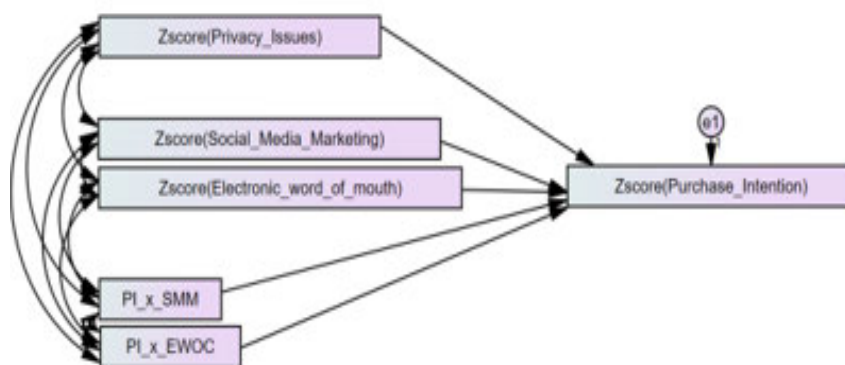 Zscore(Privacy_Issues)
e1
Zscore(Social_Media_Marketing)
Zscore(Electronic_word_of_mouth)
Zscore(Purchase_Intention)
PI_x_SMM
PI_x_EWOC